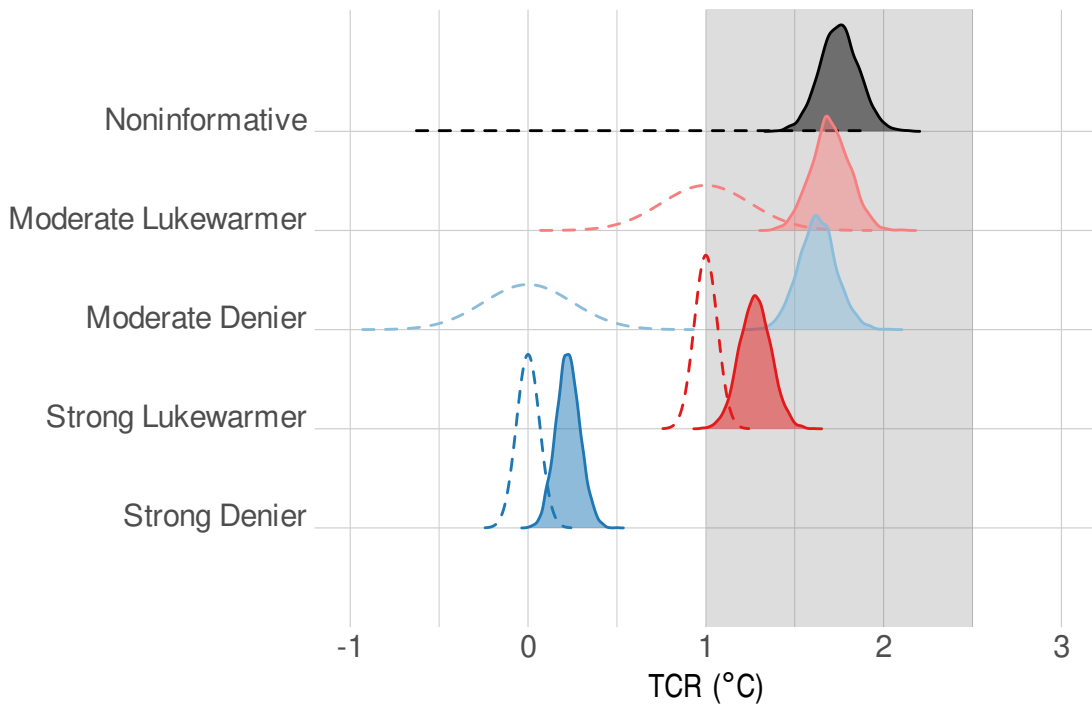 Noninformative
Moderate Lukewarmer
Moderate Denier
Strong Lukewarmer
Strong Denier
-1 0 1 2 3
TCR (°C)